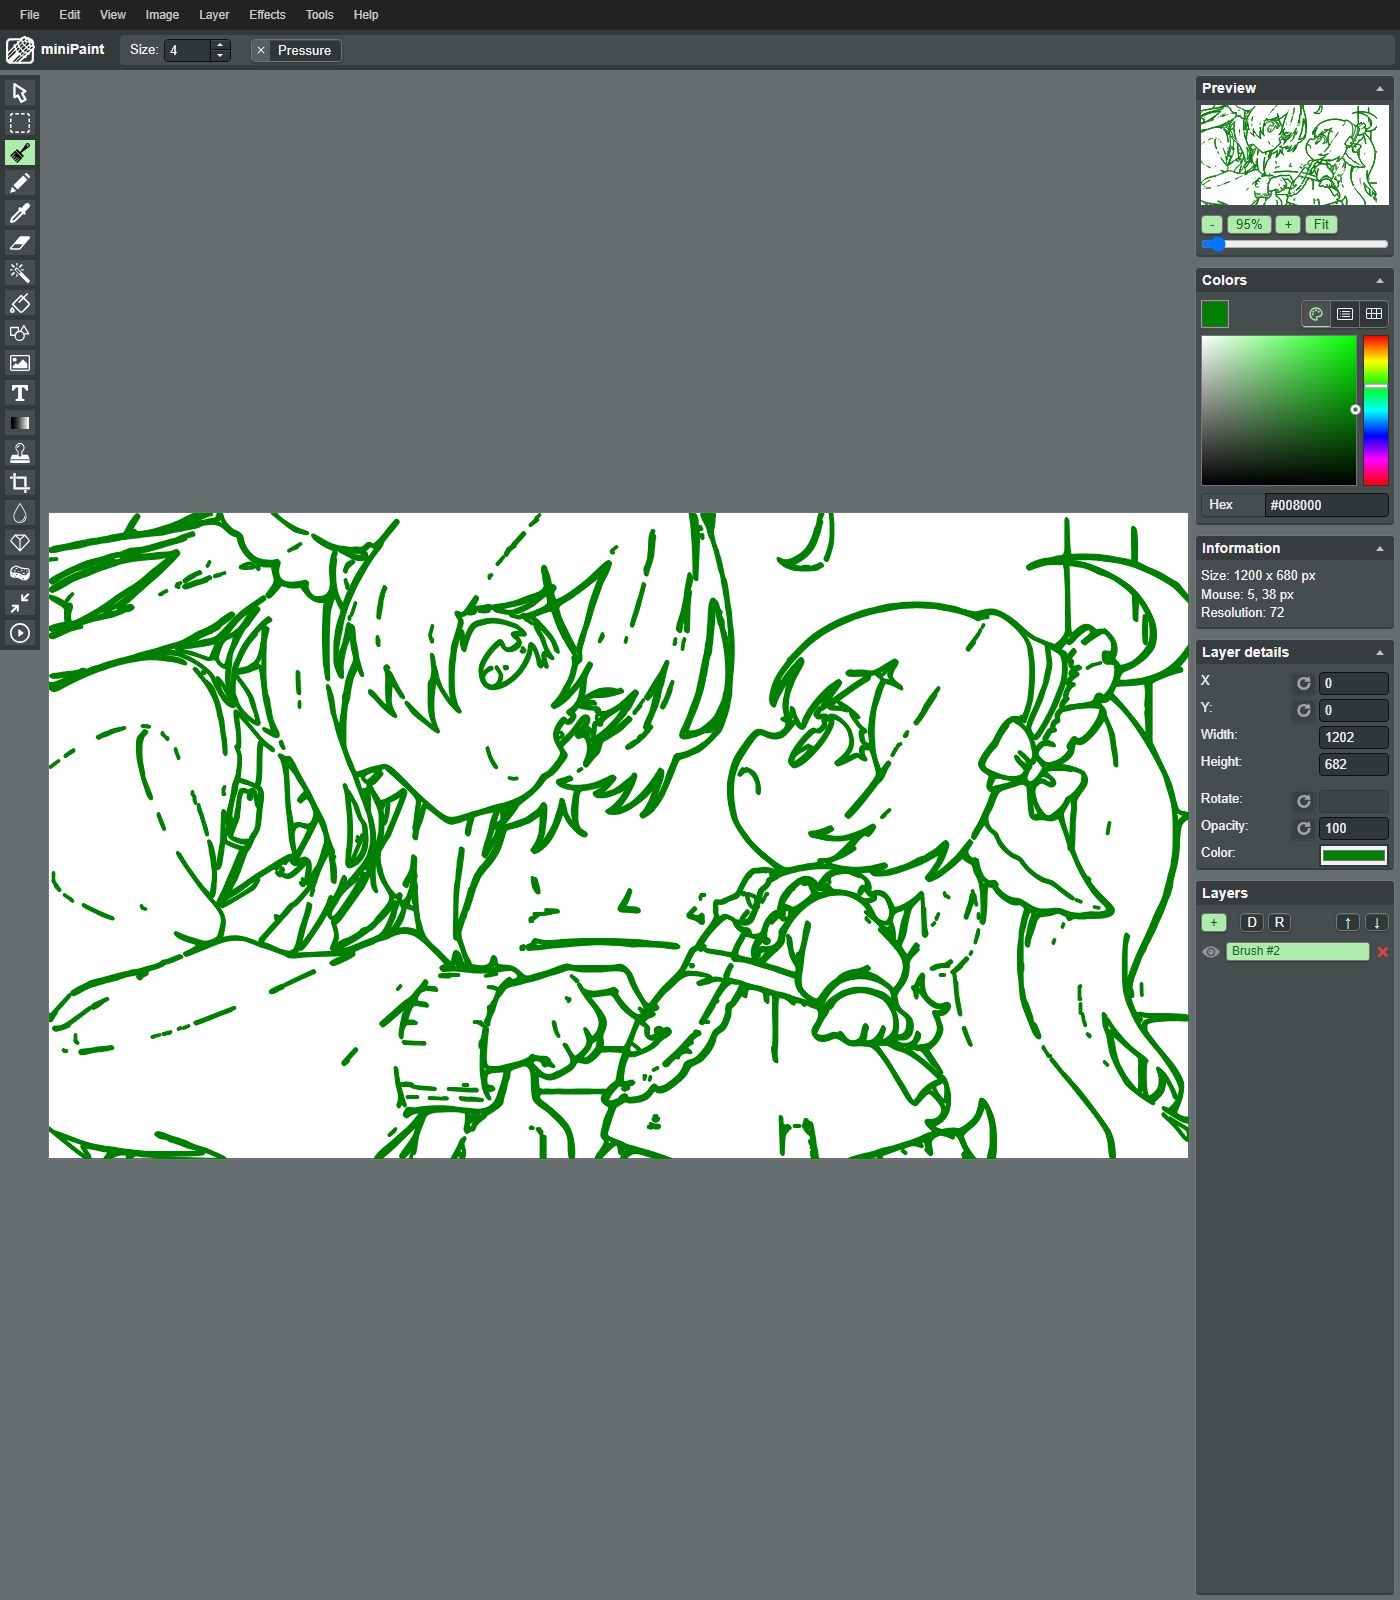 File Edit View Image Layer Effects Tools Help
miniPaint Size: 4 × Pressure
Preview
- 95% + Fit
Colors
Hex #008000
Information
Size: 1200 x 680 px
Mouse: 5, 38 px
Resolution: 72
Layer details
X 0
Y: 0
Width: 1202
Height: 682
Rotate:
Opacity: 100
Color:
Layers
+ D R ↑ ↓
Brush #2 ×